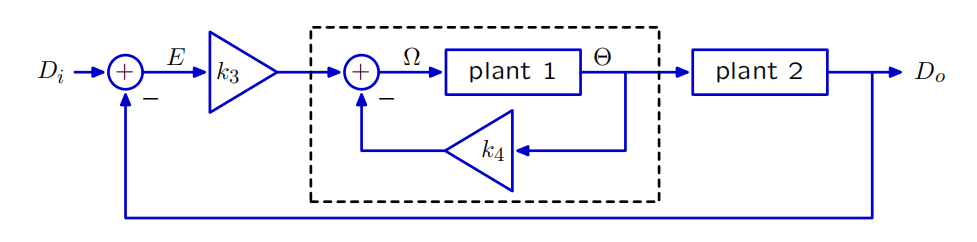 D_i + E k_3 + Ω plant 1 Θ plant 2 D_o
− −
k_4